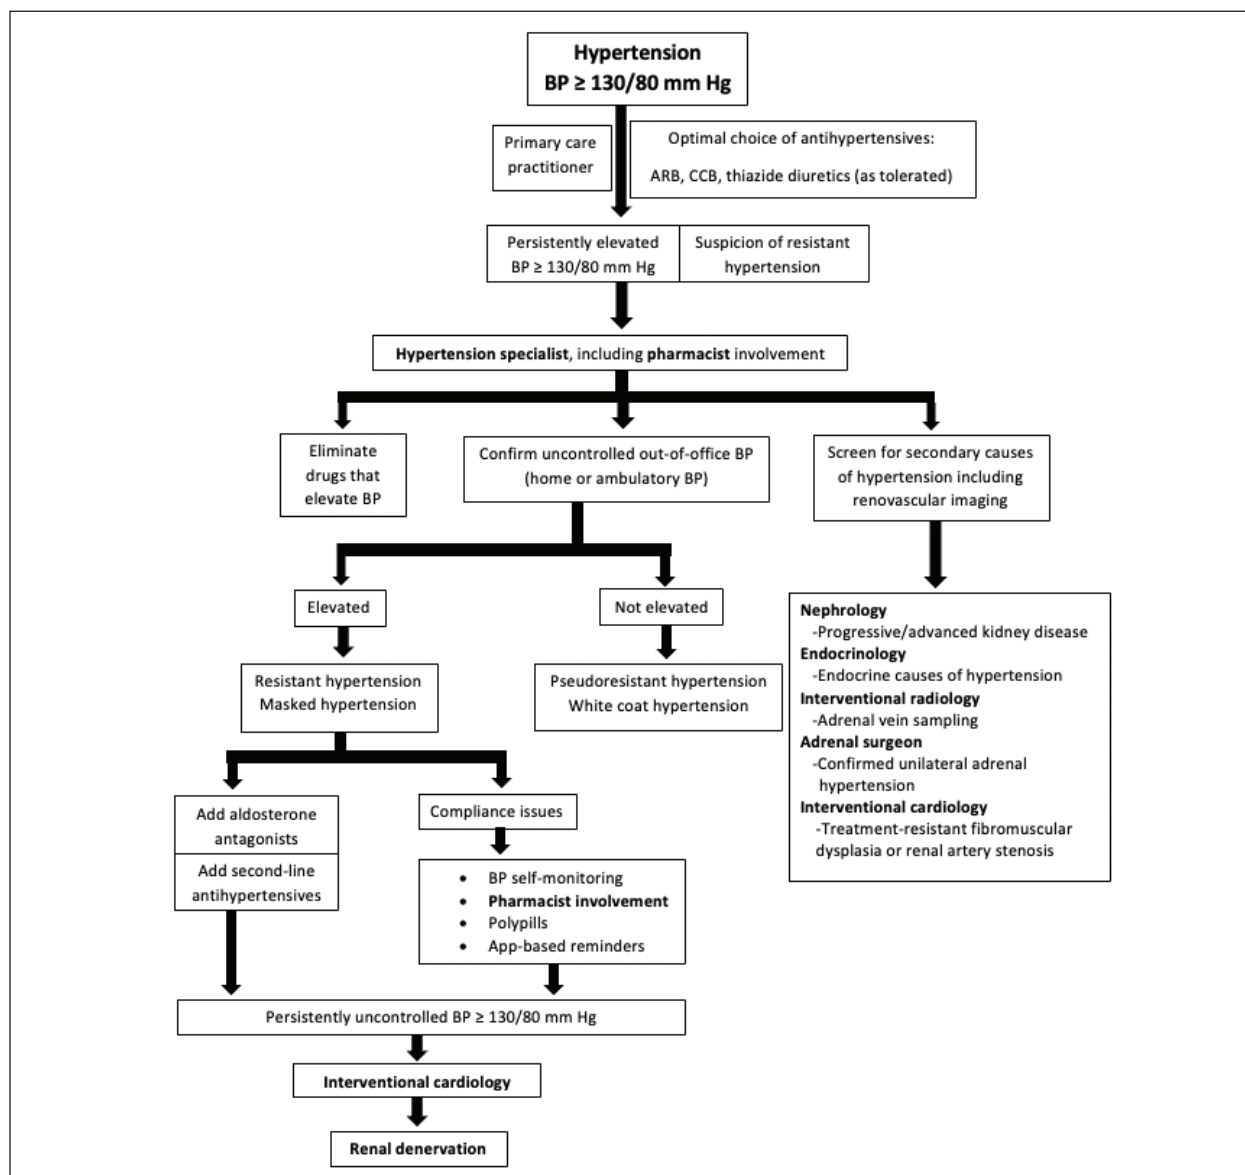 Hypertension
BP ≥ 130/80 mm Hg
Primary care
practitioner
Optimal choice of antihypertensives:
ARB, CCB, thiazide diuretics (as tolerated)
Persistently elevated
BP ≥ 130/80 mm Hg
Suspicion of resistant
hypertension
Hypertension specialist, including pharmacist involvement
Eliminate
drugs that
elevate BP
Confirm uncontrolled out-of-office BP
(home or ambulatory BP)
Screen for secondary causes
of hypertension including
renovascular imaging
Elevated
Not elevated
Resistant hypertension
Masked hypertension
Pseudoresistant hypertension
White coat hypertension
Nephrology
-Progressive/advanced kidney disease
Endocrinology
-Endocrine causes of hypertension
Interventional radiology
-Adrenal vein sampling
Adrenal surgeon
-Confirmed unilateral adrenal
hypertension
Interventional cardiology
-Treatment-resistant fibromuscular
dysplasia or renal artery stenosis
Add aldosterone
antagonists
Add second-line
antihypertensives
Compliance issues
• BP self-monitoring
• Pharmacist involvement
• Polypills
• App-based reminders
Persistently uncontrolled BP ≥ 130/80 mm Hg
Interventional cardiology
Renal denervation